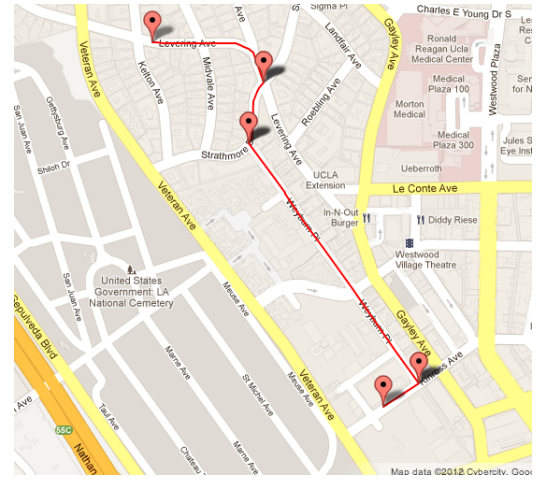 Sigma Pl
Charles E Young Dr S
Levering Ave
Veteran Ave
Kelton Ave
Midvale Ave
Landfair Ave
Gayley Ave
Ronald
Reagan Ucla
Medical Center
Westwood Plaza
Medical
Plaza 100
Morton
Medical
Medical
Plaza 300
Gettysburg Ave
San Juan Ave
Shiloh Dr
Strathmore
Levering Ave
Roebling Ave
Jules S
Eye Inst
Ueberroth
UCLA
Extension
Le Conte Ave
Veteran Ave
Weyburn Pl
In-N-Out
Burger
Diddy Riese
Westwood
Village Theatre
United States
Government: LA
National Cemetery
San Juan Ave
Meuse Ave
Sepulveda Blvd
Weyburn Pl
Gayley Ave
Marne Ave
St Michel Ave
Meuse Ave
Veteran Ave
Marne Ave
Taul Ave
Chateau
55C
Nathan
Map data ©2012 Cybercity, Goo